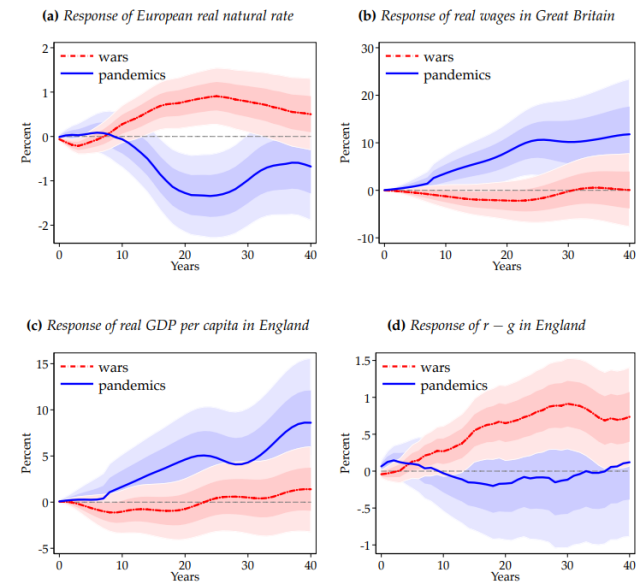 (a) Response of European real natural rate
2
1
0
-1
-2
Percent
wars
pandemics
0 10 20 30 40
Years
(b) Response of real wages in Great Britain
30
20
10
0
-10
Percent
wars
pandemics
0 10 20 30 40
Years
(c) Response of real GDP per capita in England
15
10
5
0
-5
Percent
wars
pandemics
0 10 20 30 40
Years
(d) Response of r − g in England
1.5
1
.5
0
-.5
-1
Percent
wars
pandemics
0 10 20 30 40
Years